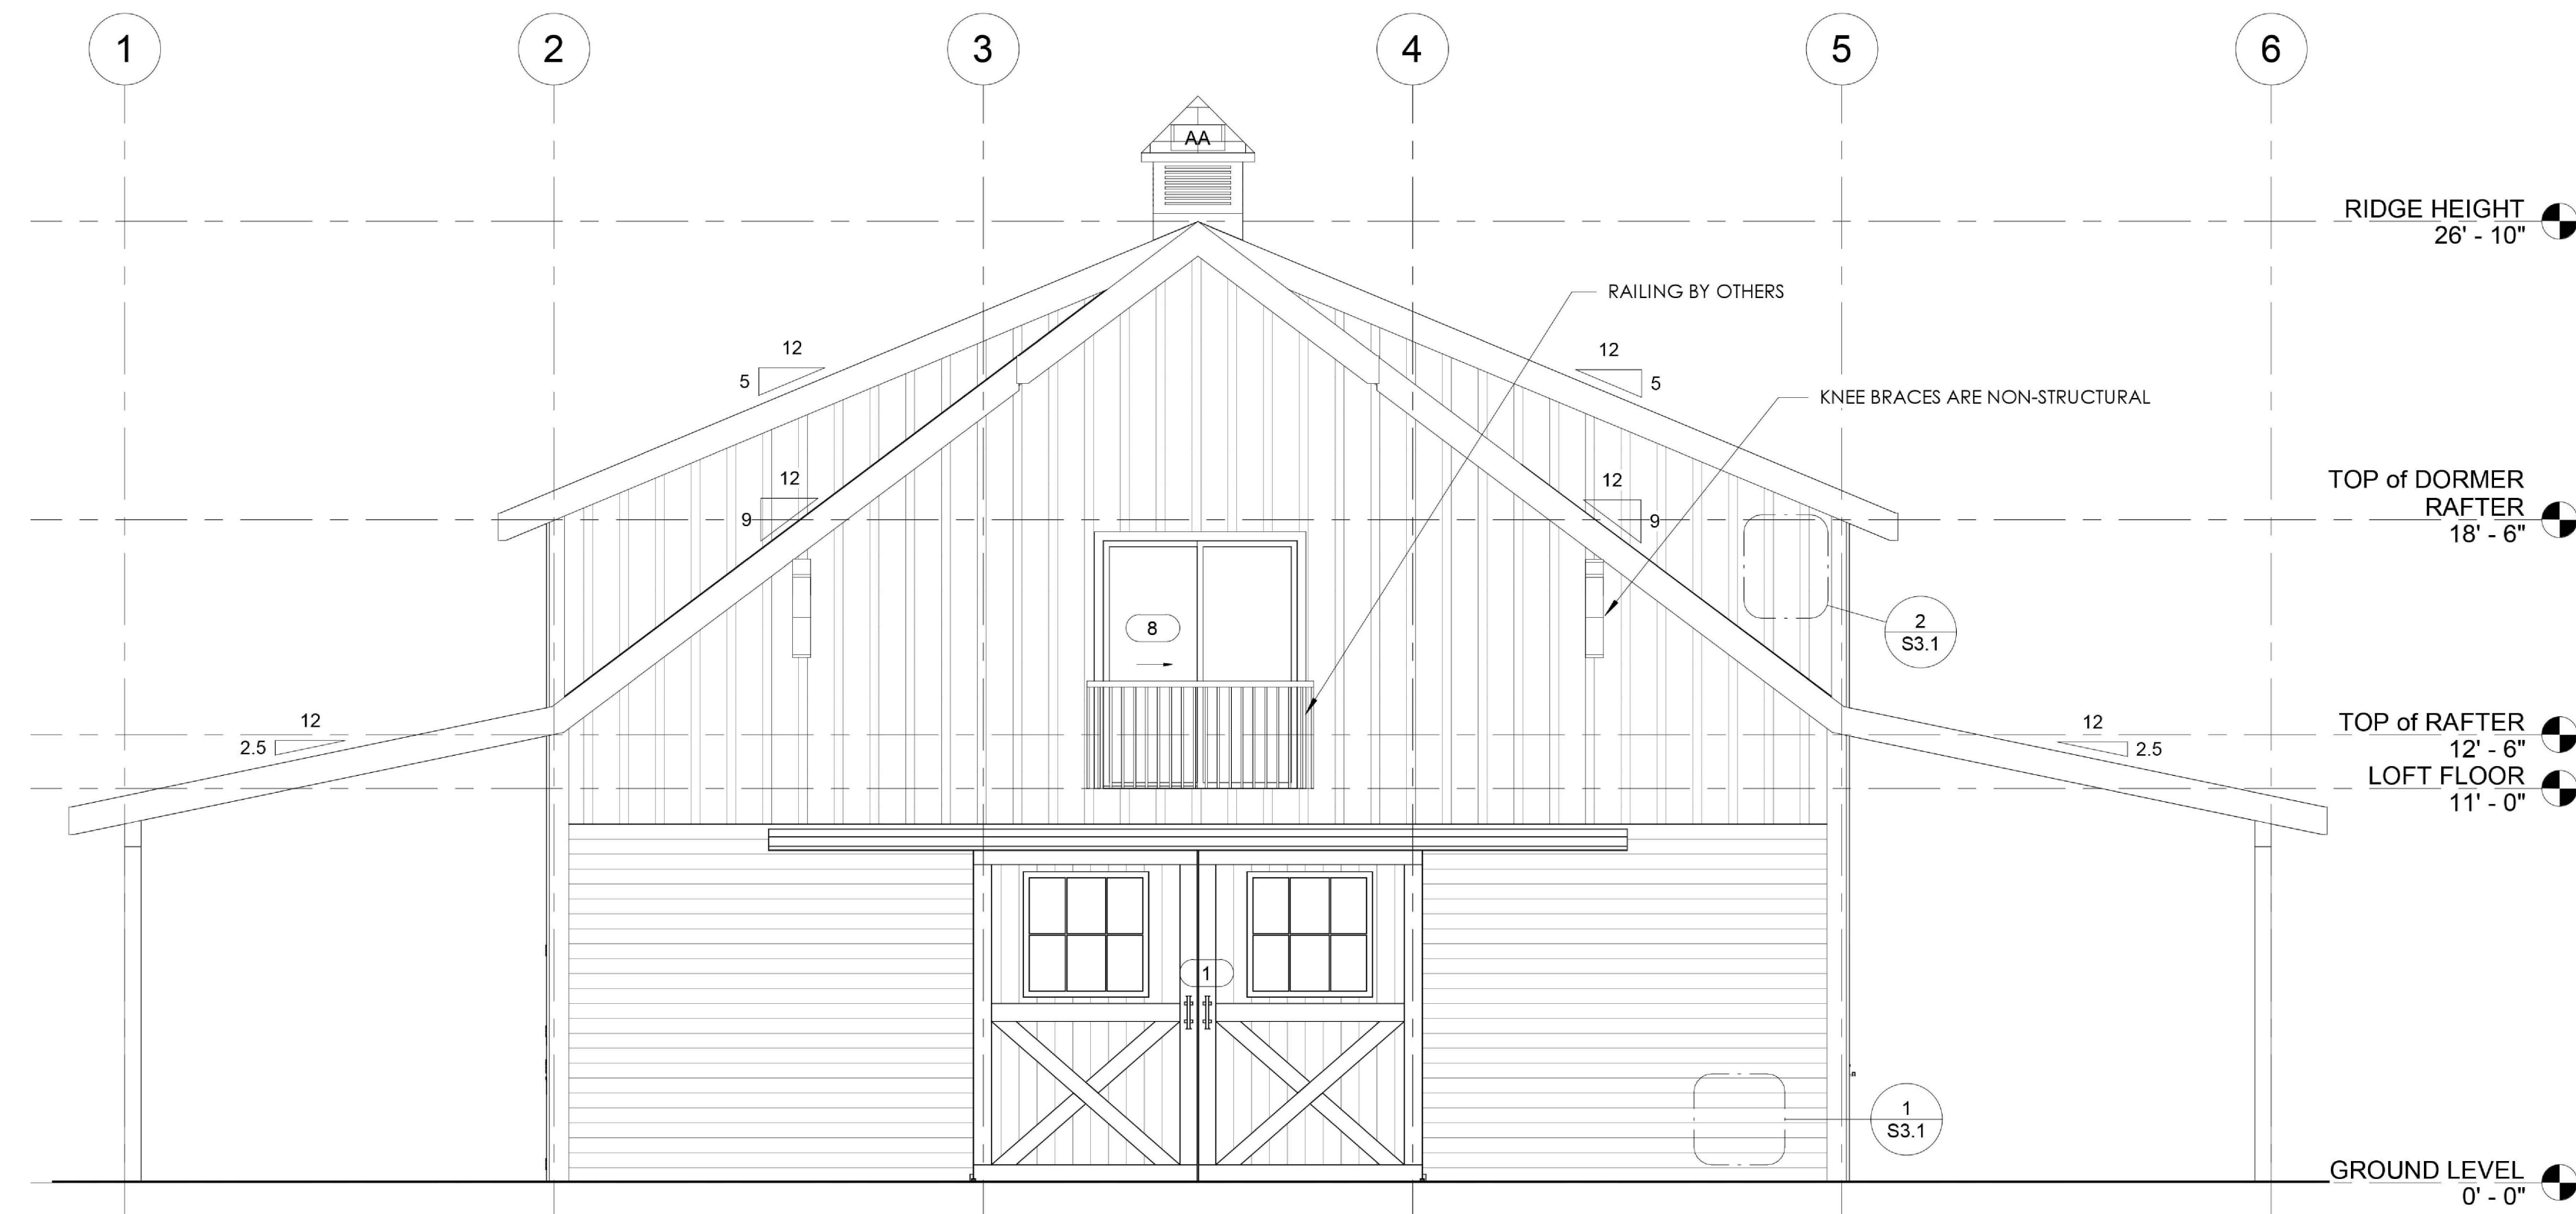 1
2
3
4
5
6
AA
RIDGE HEIGHT
26' - 10"
RAILING BY OTHERS
12
5
12
5
KNEE BRACES ARE NON-STRUCTURAL
12
9
12
9
TOP of DORMER
RAFTER
18' - 6"
8
2
S3.1
12
2.5
12
2.5
TOP of RAFTER
12' - 6"
LOFT FLOOR
11' - 0"
1
1
S3.1
GROUND LEVEL
0' - 0"